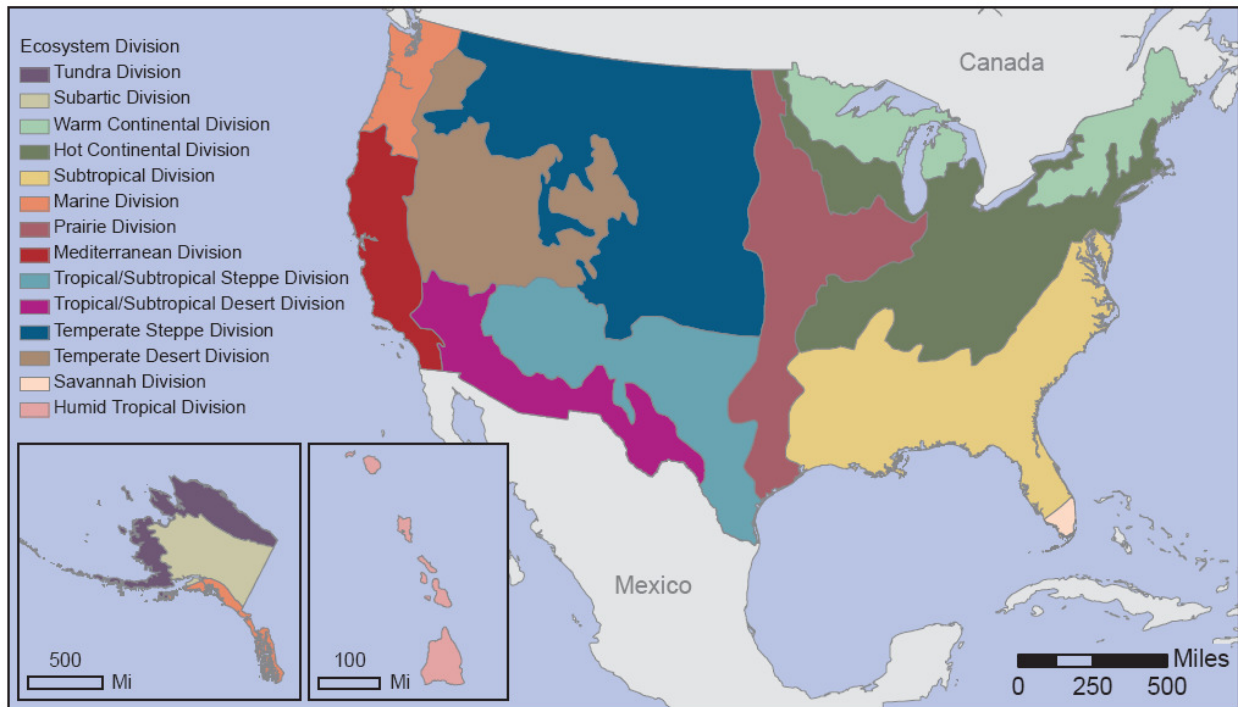 Ecosystem Division
Tundra Division
Subartic Division
Warm Continental Division
Hot Continental Division
Subtropical Division
Marine Division
Prairie Division
Mediterranean Division
Tropical/Subtropical Steppe Division
Tropical/Subtropical Desert Division
Temperate Steppe Division
Temperate Desert Division
Savannah Division
Humid Tropical Division
Canada
Mexico
500
Mi
100
Mi
Miles
0 250 500